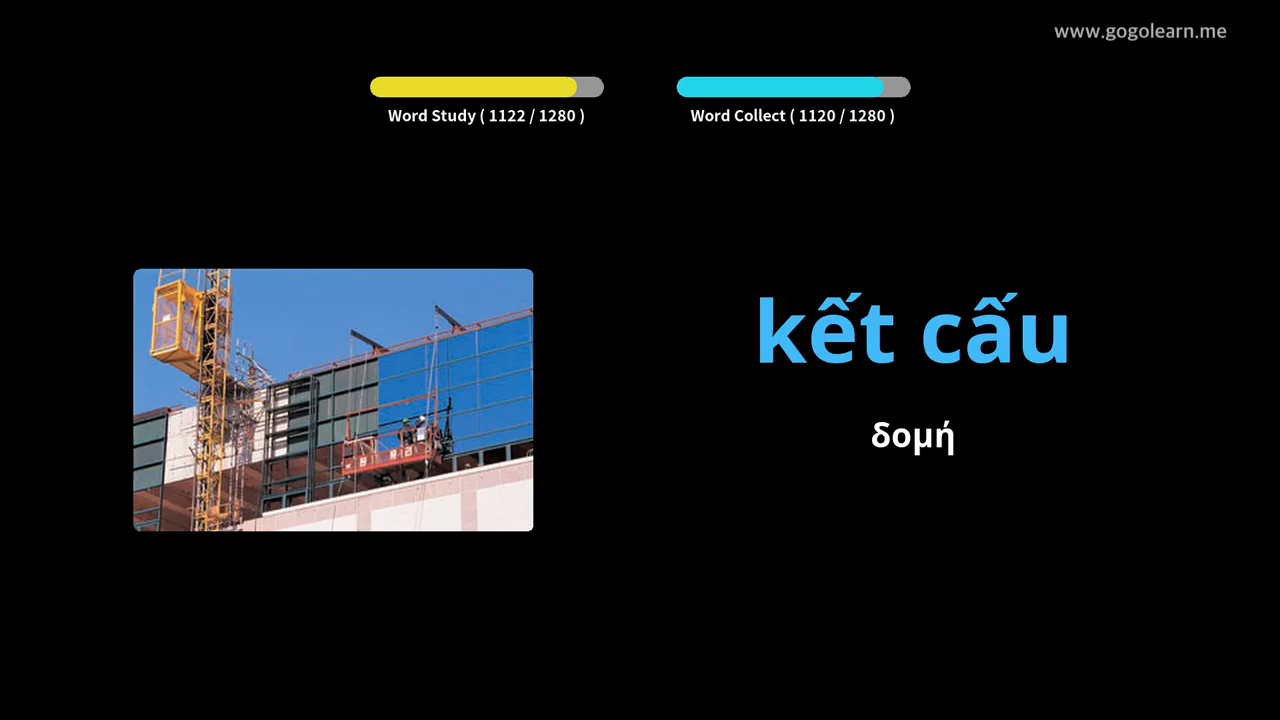 www.gogolearn.me
Word Study ( 1122 / 1280 )
Word Collect ( 1120 / 1280 )
kết cấu
δομή